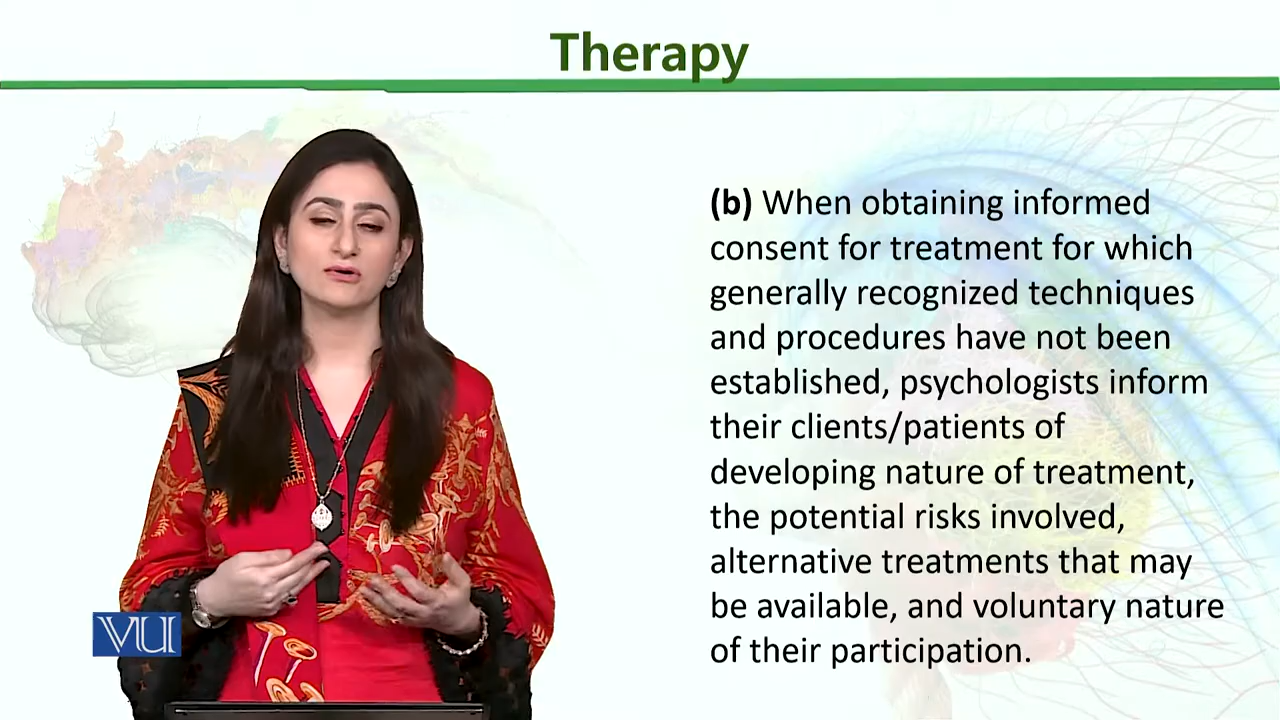 Therapy
(b) When obtaining informed
consent for treatment for which
generally recognized techniques
and procedures have not been
established, psychologists inform
their clients/patients of
developing nature of treatment,
the potential risks involved,
alternative treatments that may
be available, and voluntary nature
of their participation.
VU